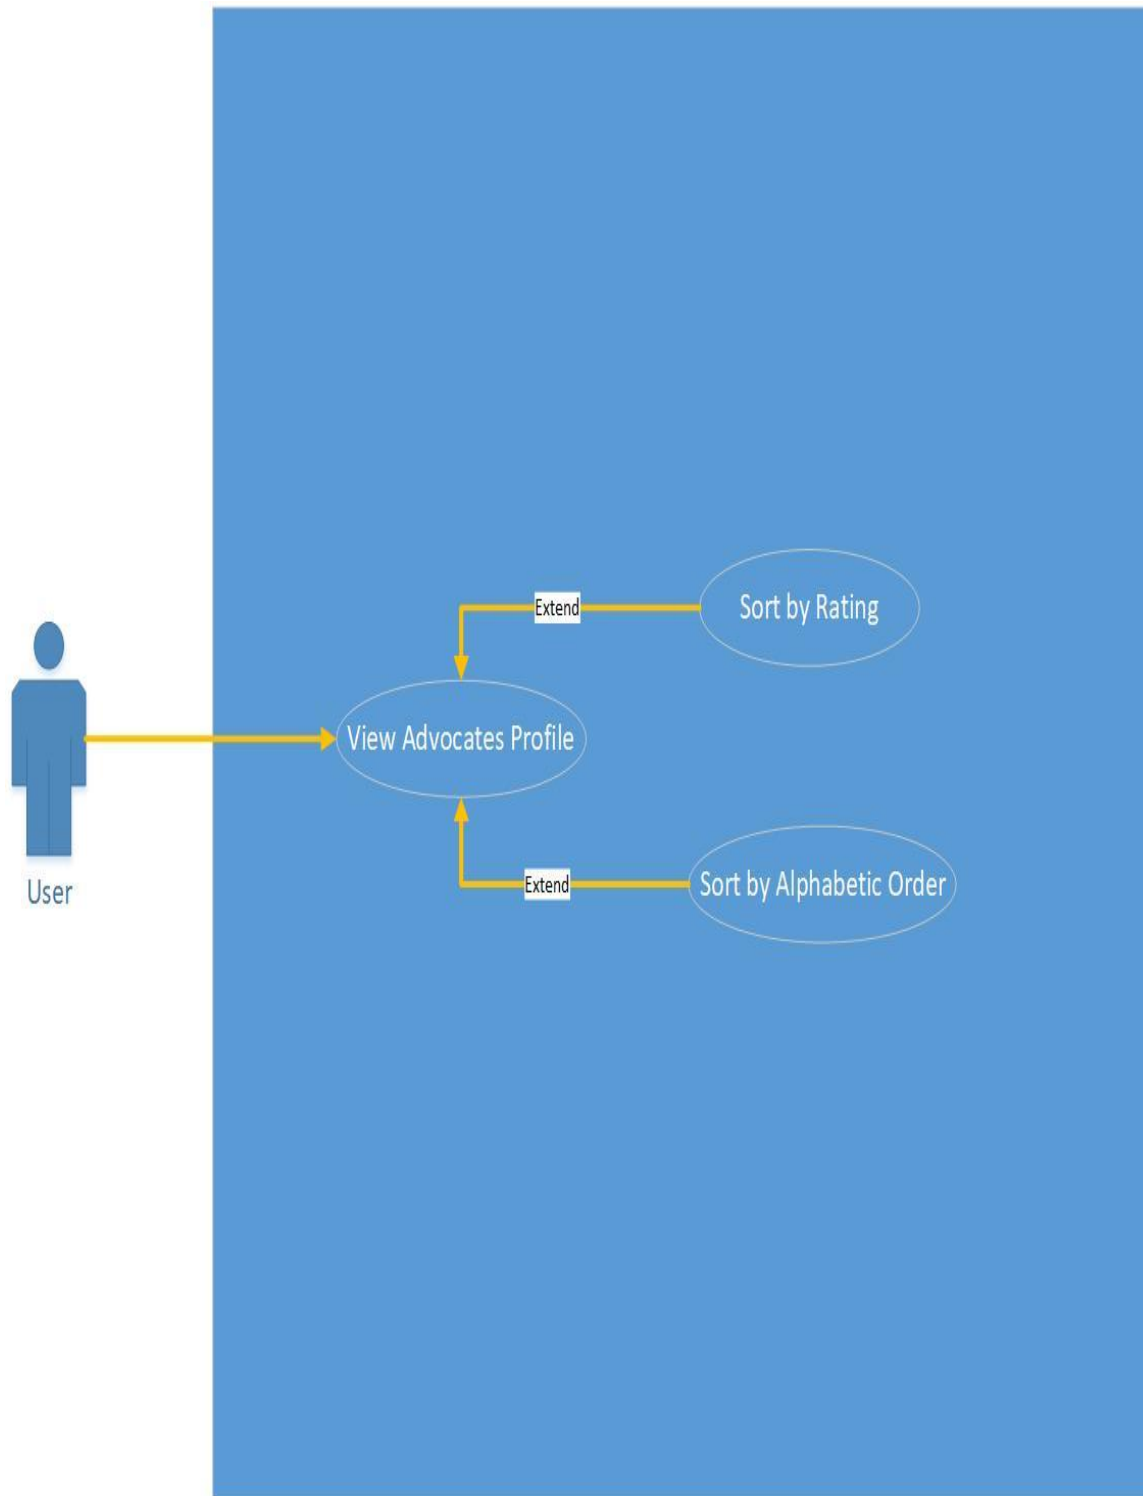 Extend
Sort by Rating
View Advocates Profile
Extend
Sort by Alphabetic Order
User